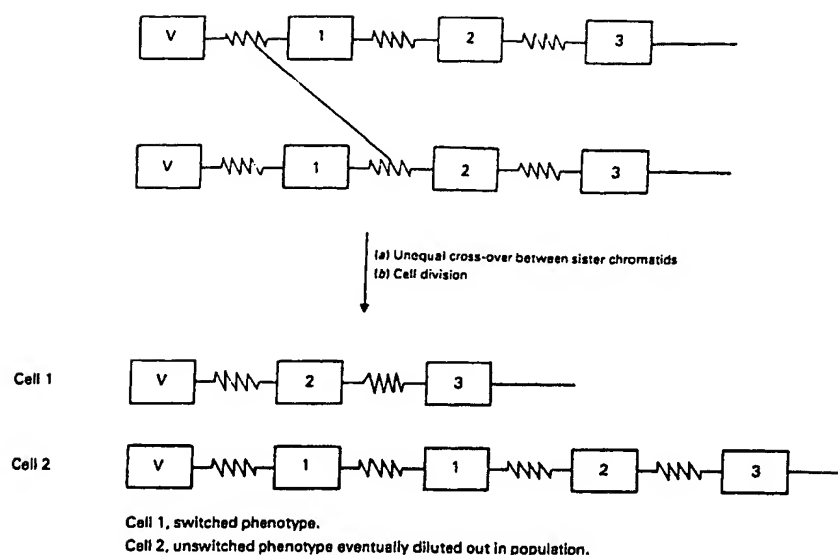 V 1 2 3
V 1 2 3
(a) Unequal cross-over between sister chromatids
(b) Cell division
Cell 1 V 2 3
Cell 2 V 1 1 2 3
Cell 1, switched phenotype.
Cell 2, unswitched phenotype eventually diluted out in population.